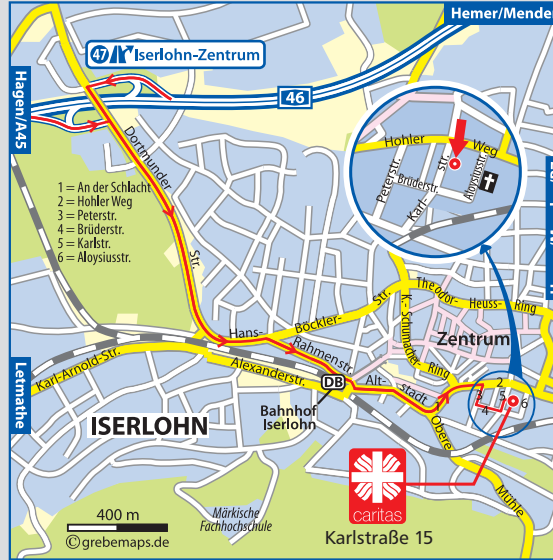 Hemer/Mende
47 Iserlohn-Zentrum
46
Hagen/A45
Dortmunder
Str.
1 = An der Schlacht
2 = Hohler Weg
3 = Peterstr.
4 = Brüderstr.
5 = Karlstr.
6 = Aloysiusstr.
Hohler Weg
Peterstr.
Brüderstr.
Karl-
str.
Aloysiusstr.
Theodor-
Heuss-
Ring
K.-Schumacher-
Ring
Hans-
Böckler-
Str.
Rahmenstr.
Zentrum
Letmathe
Karl-Arnold-Str.
Alexanderstr.
DB
Alt-
stadt
Obere
Mühle
2
3
5
4
6
Bahnhof
Iserlohn
ISERLOHN
Märkische
Fachhochschule
400 m
© grebemaps.de
caritas
Karlstraße 15